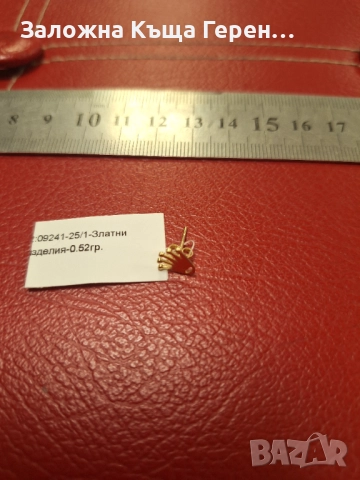 Заложна Къща Герен...
8 9 10 11 12 13 14 15 16 17
:09241-25/1-Златни
зделия-0.52гр.
BAZAR